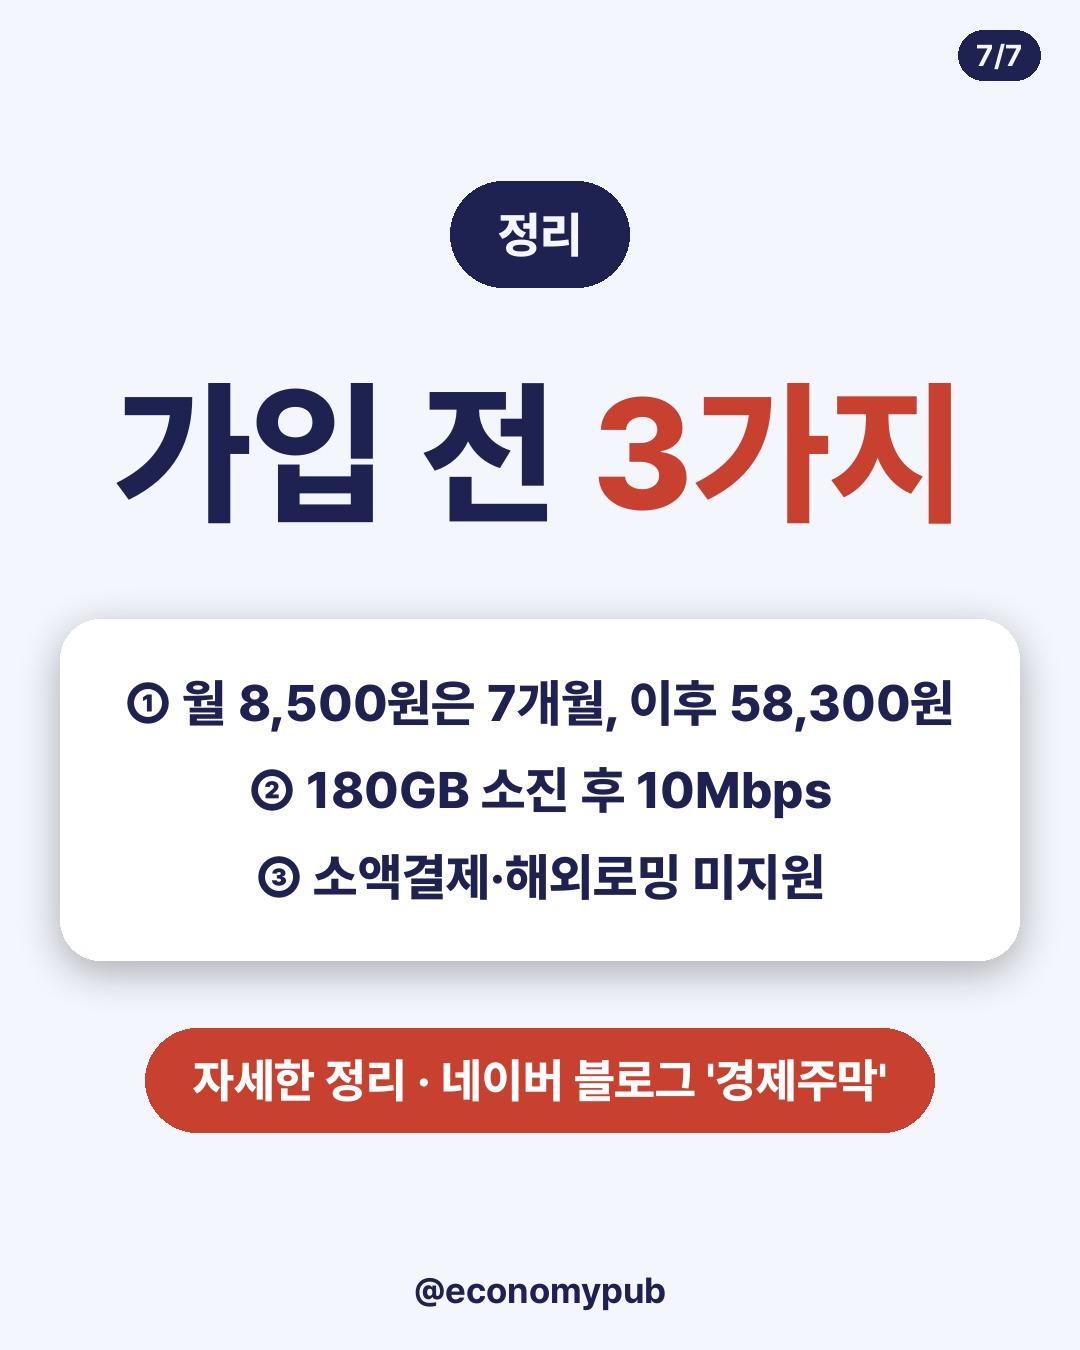 7/7
정리
가입 전 3가지
① 월 8,500원은 7개월, 이후 58,300원
② 180GB 소진 후 10Mbps
③ 소액결제·해외로밍 미지원
자세한 정리 · 네이버 블로그 '경제주막'
@economypub